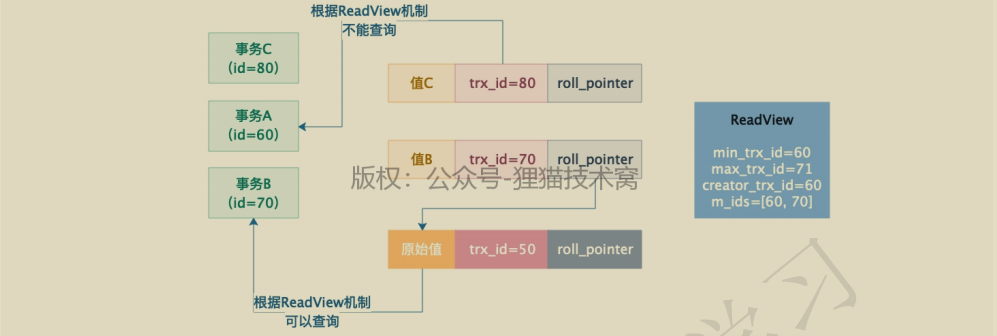 根据ReadView机制
不能查询
事务C
(id=80)
值C trx_id=80 roll_pointer
事务A
(id=60)
ReadView
min_trx_id=60
max_trx_id=71
creator_trx_id=60
m_ids=[60, 70]
值B trx_id=70 roll_pointer
版权：公众号-狸猫技术窝
事务B
(id=70)
原始值 trx_id=50 roll_pointer
根据ReadView机制
可以查询